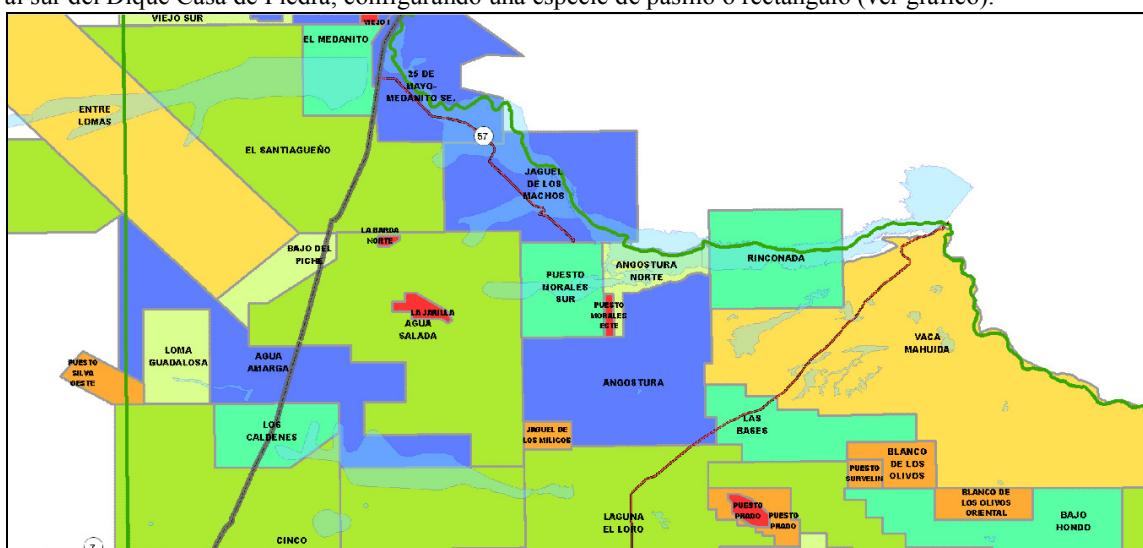 al sur del Dique Casa de Piedra, configurando una especie de pasillo o rectángulo (ver gráfico).
VIEJO SUR
VIEJO I
EL MEDANITO
25 DE
MAYO-
MEDANITO SE.
ENTRE
LOMAS
57
EL SANTIAGUEÑO
JAGUEL
DE LOS
MACHOS
LA BARDA
NORTE
BAJO DEL
PICHE
PUESTO
MORALES
SUR
ANGOSTURA
NORTE
RINCONADA
PUESTO
MORALES
ESTE
LA JARILLA
AGUA
SALADA
VACA
MAHUIDA
LOMA
GUADALOSA
AGUA
AMARGA
PUESTO
SILVA
OESTE
ANGOSTURA
LOS
CALDENES
JAGUEL DE
LOS MILICOS
LAS
BASES
BLANCO
DE LOS
OLIVOS
PUESTO
SURVELIN
BLANCO DE
LOS OLIVOS
ORIENTAL
PUESTO
PRADO
PUESTO
PRADO
LAGUNA
EL LORO
BAJO
HONDO
CINCO
7